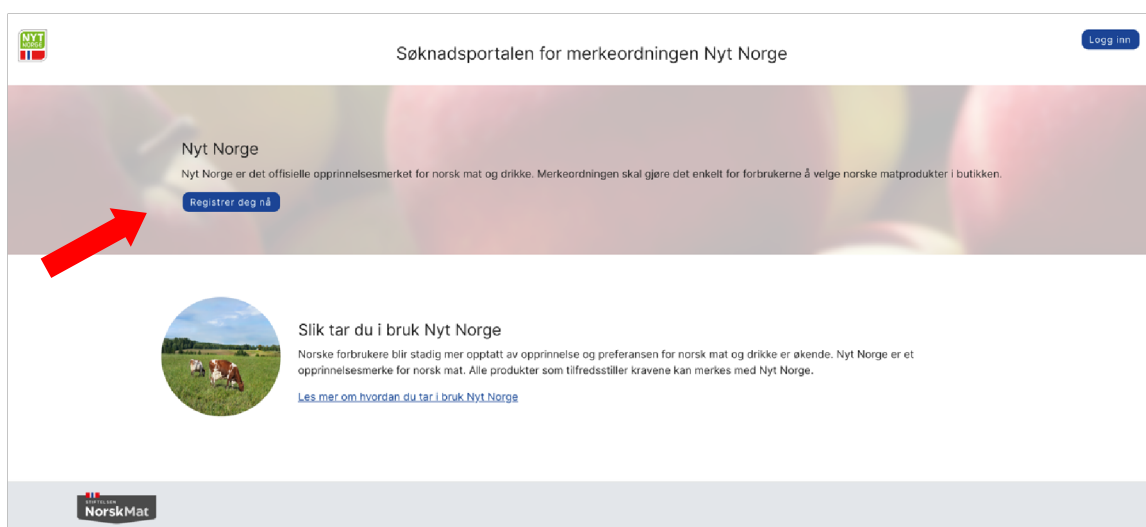 NYT
NORGE
Søknadsportalen for merkeordningen Nyt Norge
Logg inn
Nyt Norge
Nyt Norge er det offisielle opprinnelsesmerket for norsk mat og drikke. Merkeordningen skal gjøre det enkelt for forbrukerne å velge norske matprodukter i butikken.
Registrer deg nå
Slik tar du i bruk Nyt Norge
Norske forbrukere blir stadig mer opptatt av opprinnelse og preferansen for norsk mat og drikke er økende. Nyt Norge er et
opprinnelsesmerke for norsk mat. Alle produkter som tilfredsstiller kravene kan merkes med Nyt Norge.
Les mer om hvordan du tar i bruk Nyt Norge
STIFTELSEN
NorskMat